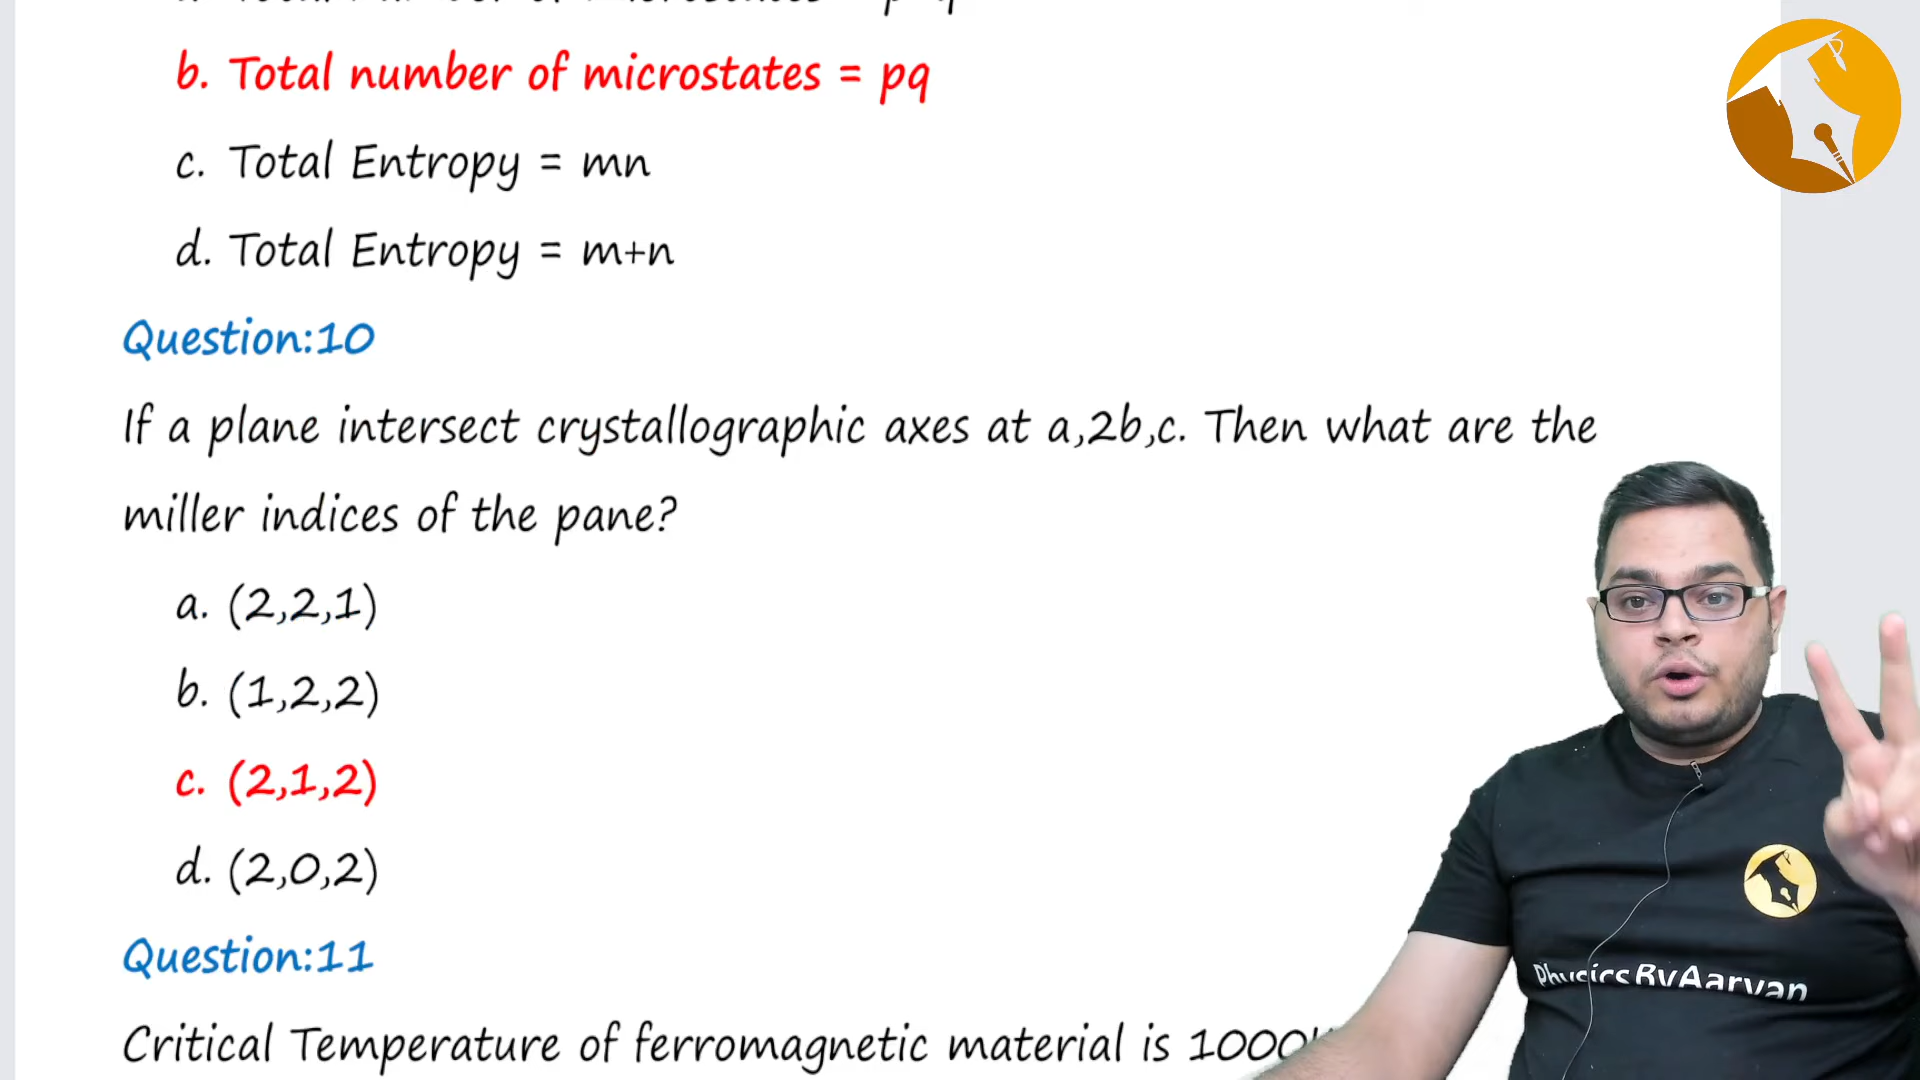 b. Total number of microstates = pq
c. Total Entropy = mn
d. Total Entropy = m+n
Question:10
If a plane intersect crystallographic axes at a,2b,c. Then what are the
miller indices of the pane?
a. (2,2,1)
b. (1,2,2)
c. (2,1,2)
d. (2,0,2)
Question:11
Critical Temperature of ferromagnetic material is 1000
PhysicsByAarvan